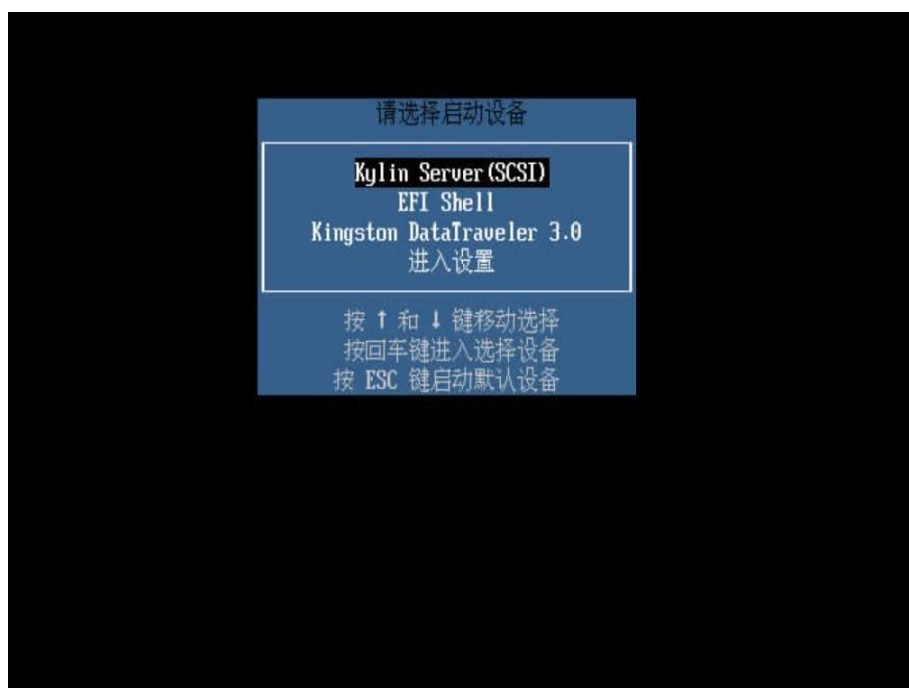 请选择启动设备
Kylin Server(SCSI)
EFI Shell
Kingston DataTraveler 3.0
进入设置
按 ↑ 和 ↓ 键移动选择
按回车键进入选择设备
按 ESC 键启动默认设备